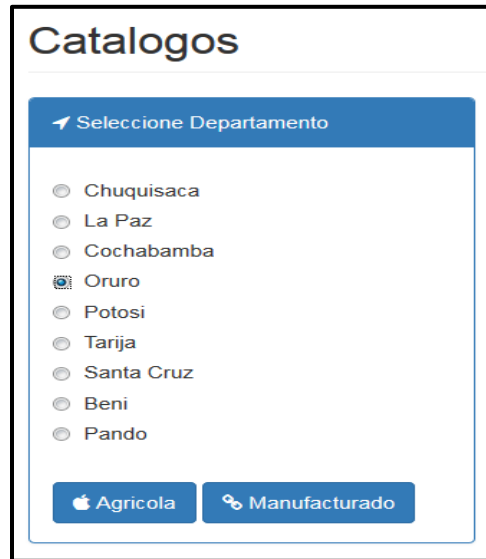 Catalogos
Seleccione Departamento
Chuquisaca
La Paz
Cochabamba
Oruro
Potosi
Tarija
Santa Cruz
Beni
Pando
Agricola Manufacturado